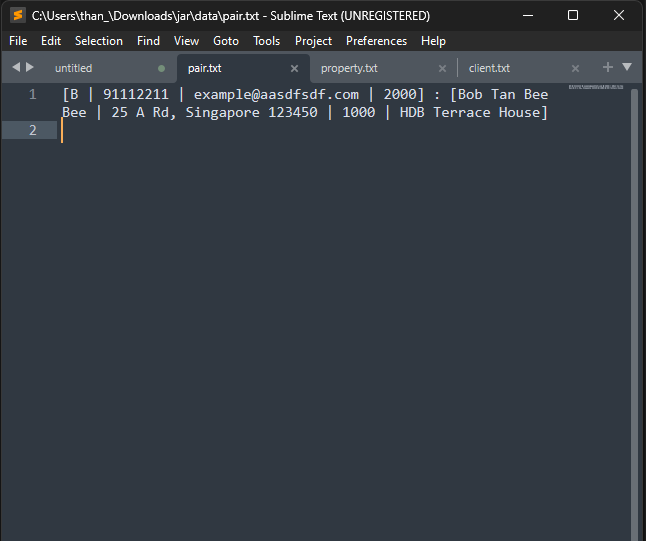 C:\Users\than_\Downloads\jar\data\pair.txt - Sublime Text (UNREGISTERED)
File Edit Selection Find View Goto Tools Project Preferences Help
untitled pair.txt property.txt client.txt
1 [B | 91112211 | example@aasdfsdf.com | 2000] : [Bob Tan Bee
Bee | 25 A Rd, Singapore 123450 | 1000 | HDB Terrace House]
2